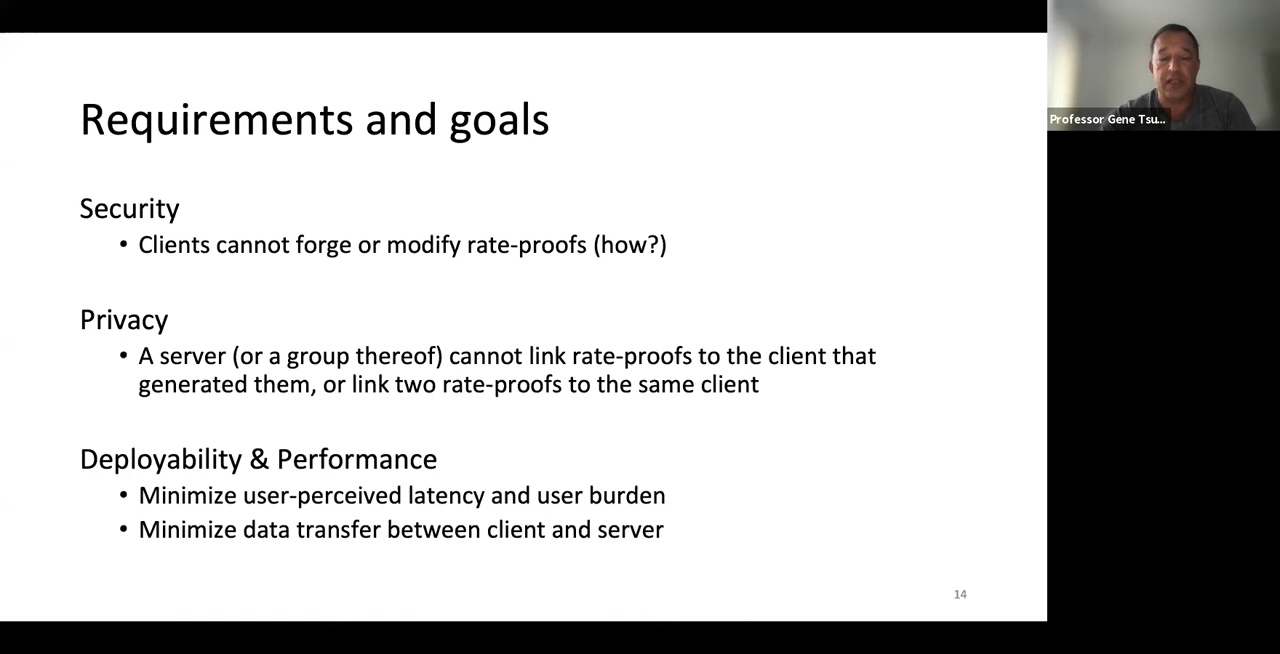 Requirements and goals
Security
• Clients cannot forge or modify rate-proofs (how?)
Privacy
• A server (or a group thereof) cannot link rate-proofs to the client that
generated them, or link two rate-proofs to the same client
Deployability & Performance
• Minimize user-perceived latency and user burden
• Minimize data transfer between client and server
14
Professor Gene Tsu...